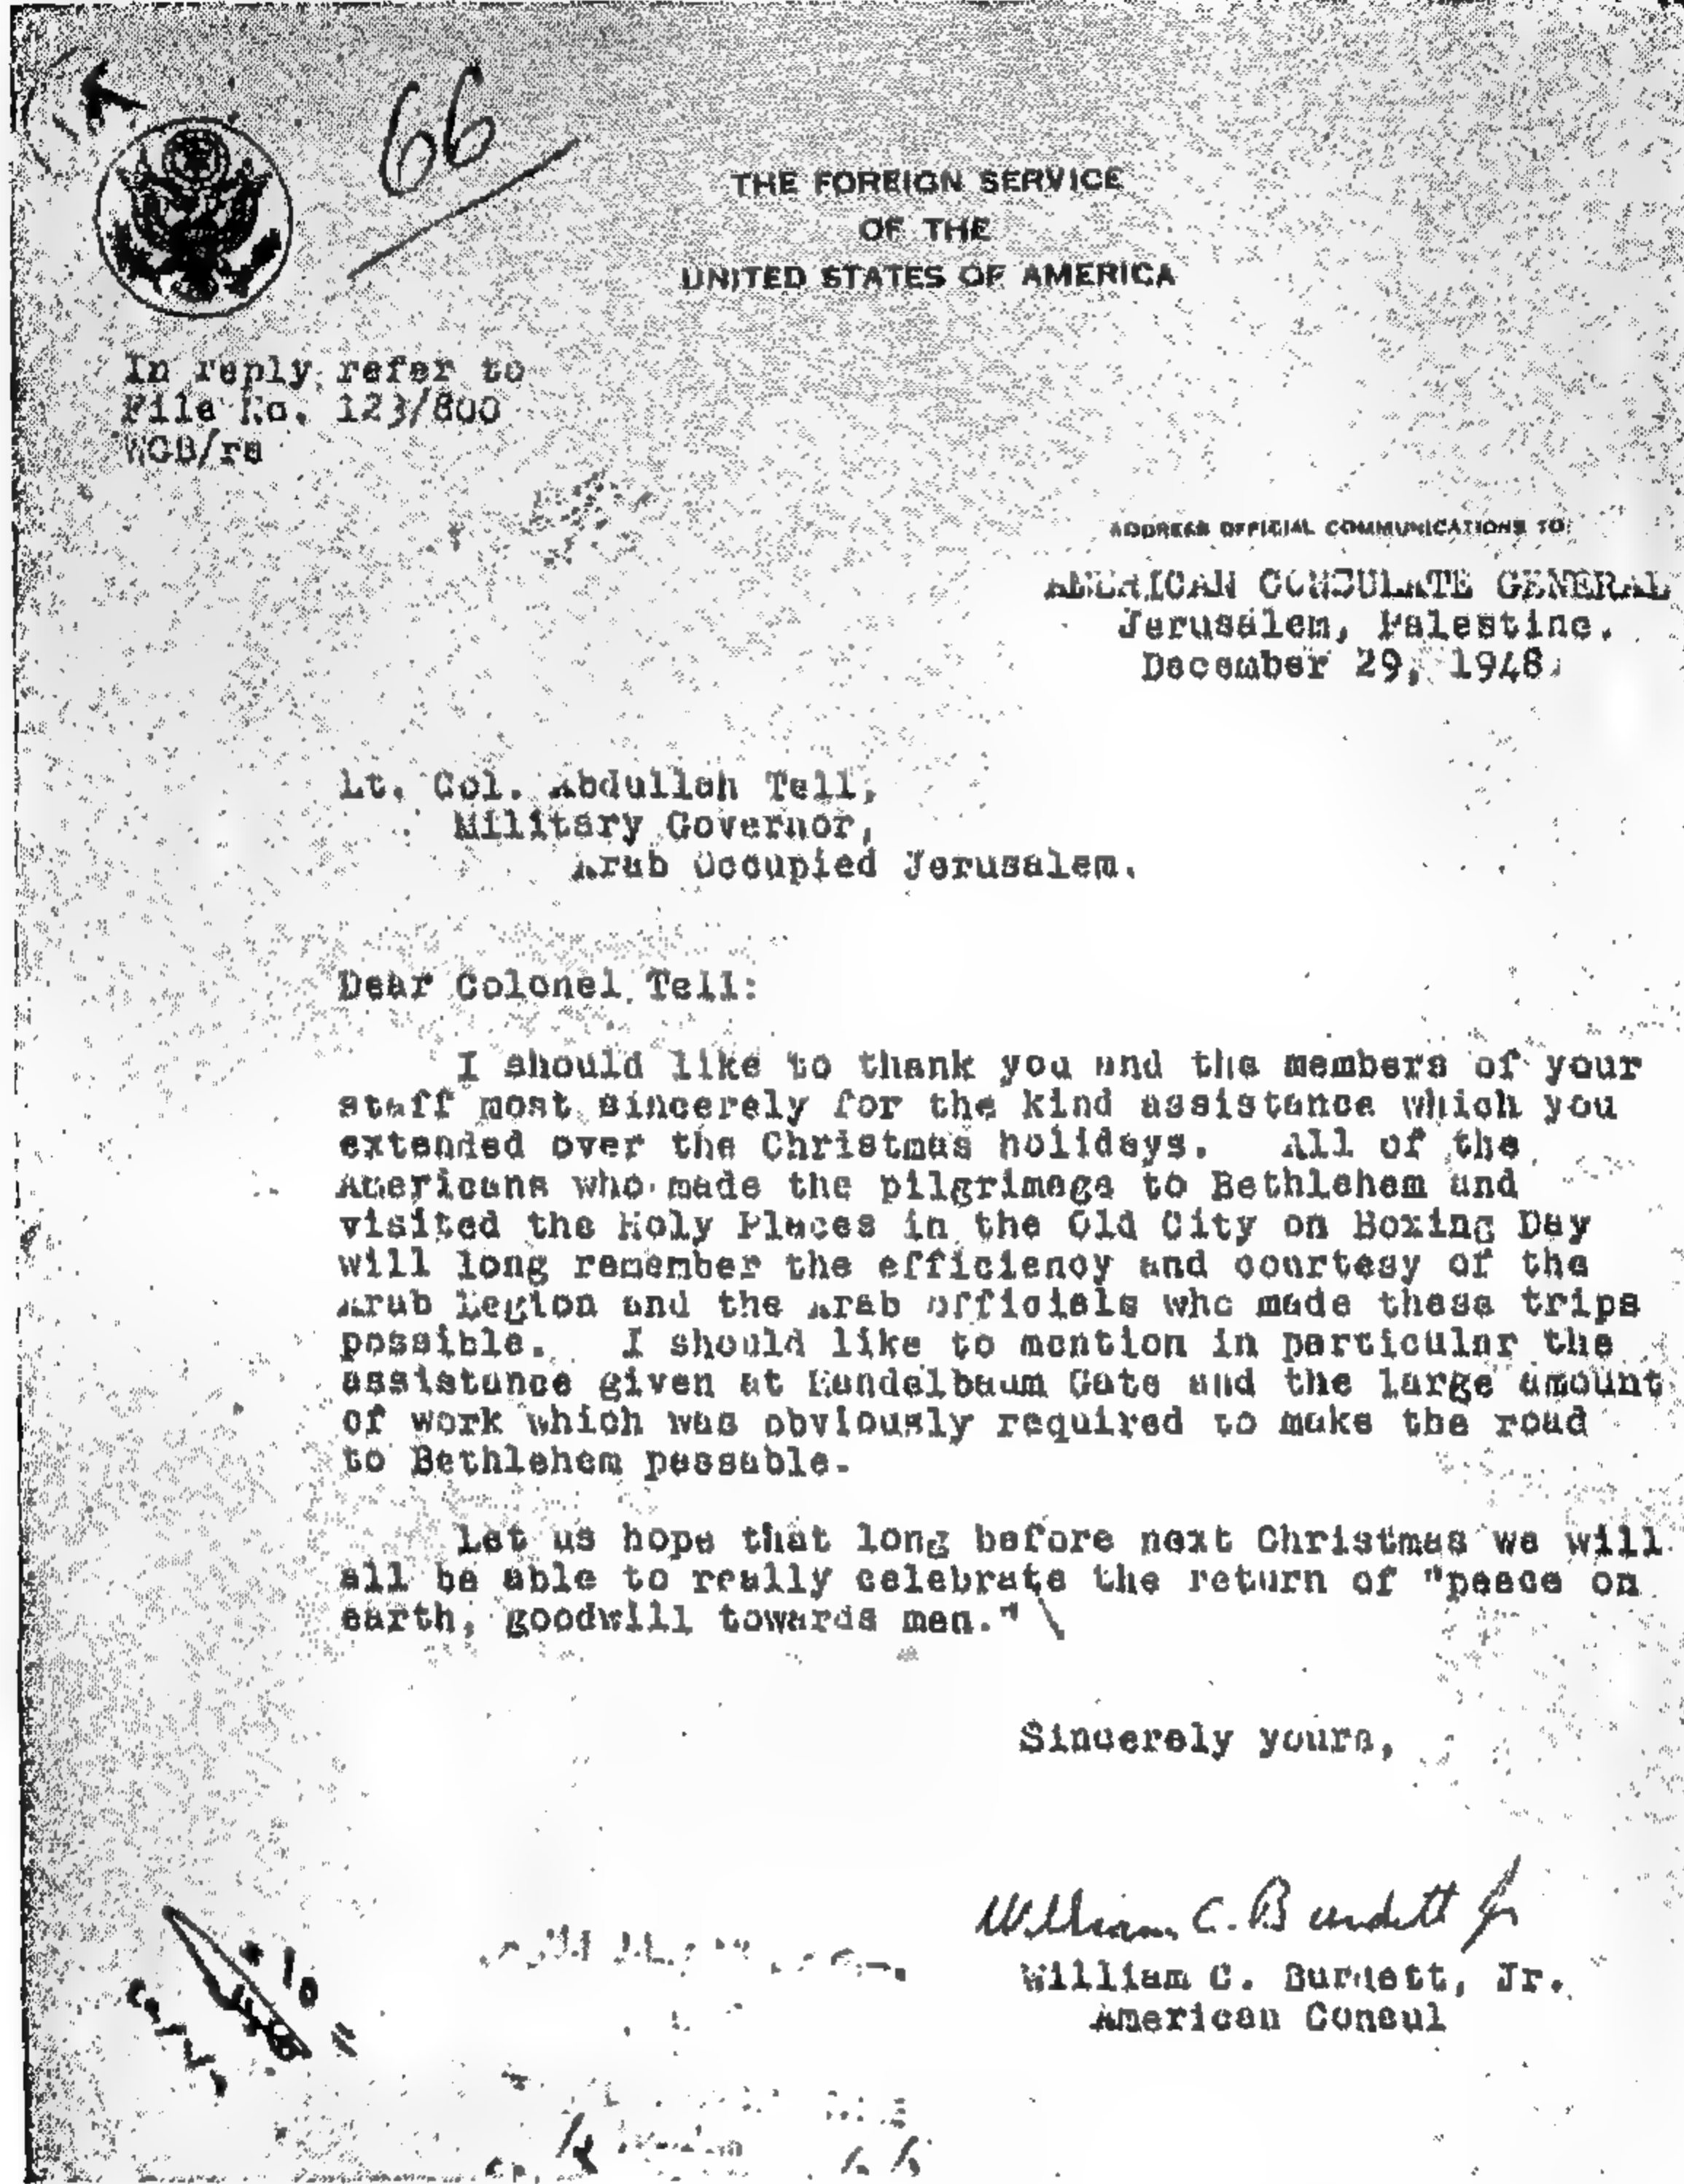 66
THE FOREIGN SERVICE
OF THE
UNITED STATES OF AMERICA
In reply refer to
File No. 123/800
WCB/rs
ADDRESS OFFICIAL COMMUNICATIONS TO
AMERICAN CONSULATE GENERAL
Jerusalem, Palestine.
December 29, 1948.
Lt. Col. Abdullah Tell,
Military Governor,
Arab Occupied Jerusalem.
Dear Colonel Tell:
I should like to thank you and the members of your
staff most sincerely for the kind assistance which you
extended over the Christmas holidays. All of the
Americans who made the pilgrimage to Bethlehem and
visited the Holy Places in the Old City on Boxing Day
will long remember the efficiency and courtesy of the
Arab Legion and the Arab officials who made these trips
possible. I should like to mention in particular the
assistance given at Mandelbaum Gate and the large amount
of work which was obviously required to make the road
to Bethlehem passable.
Let us hope that long before next Christmas we will
all be able to really celebrate the return of "peace on
earth, goodwill towards men."
Sincerely yours,
William C. Burdett Jr
William C. Burdett, Jr.
American Consul